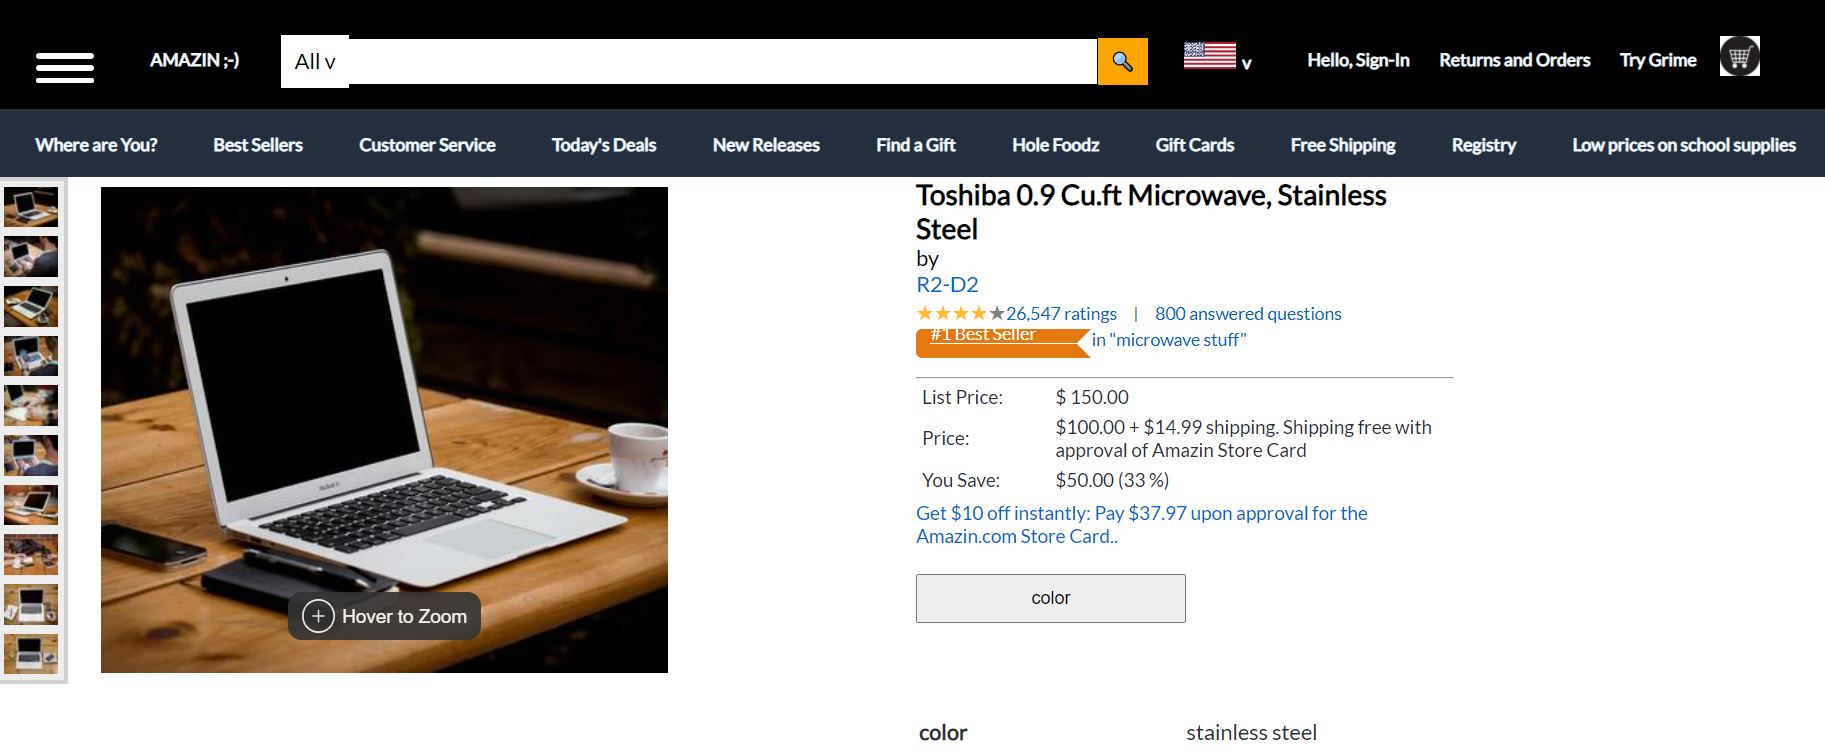 AMAZIN ;-)
All v
v
Hello, Sign-In
Returns and Orders
Try Grime
Where are You?
Best Sellers
Customer Service
Today's Deals
New Releases
Find a Gift
Hole Foodz
Gift Cards
Free Shipping
Registry
Low prices on school supplies
Hover to Zoom
Toshiba 0.9 Cu.ft Microwave, Stainless
Steel
by
R2-D2
26,547 ratings | 800 answered questions
#1 Best Seller in "microwave stuff"
List Price: $ 150.00
Price: $100.00 + $14.99 shipping. Shipping free with
approval of Amazin Store Card
You Save: $50.00 (33 %)
Get $10 off instantly: Pay $37.97 upon approval for the
Amazin.com Store Card..
color
color stainless steel